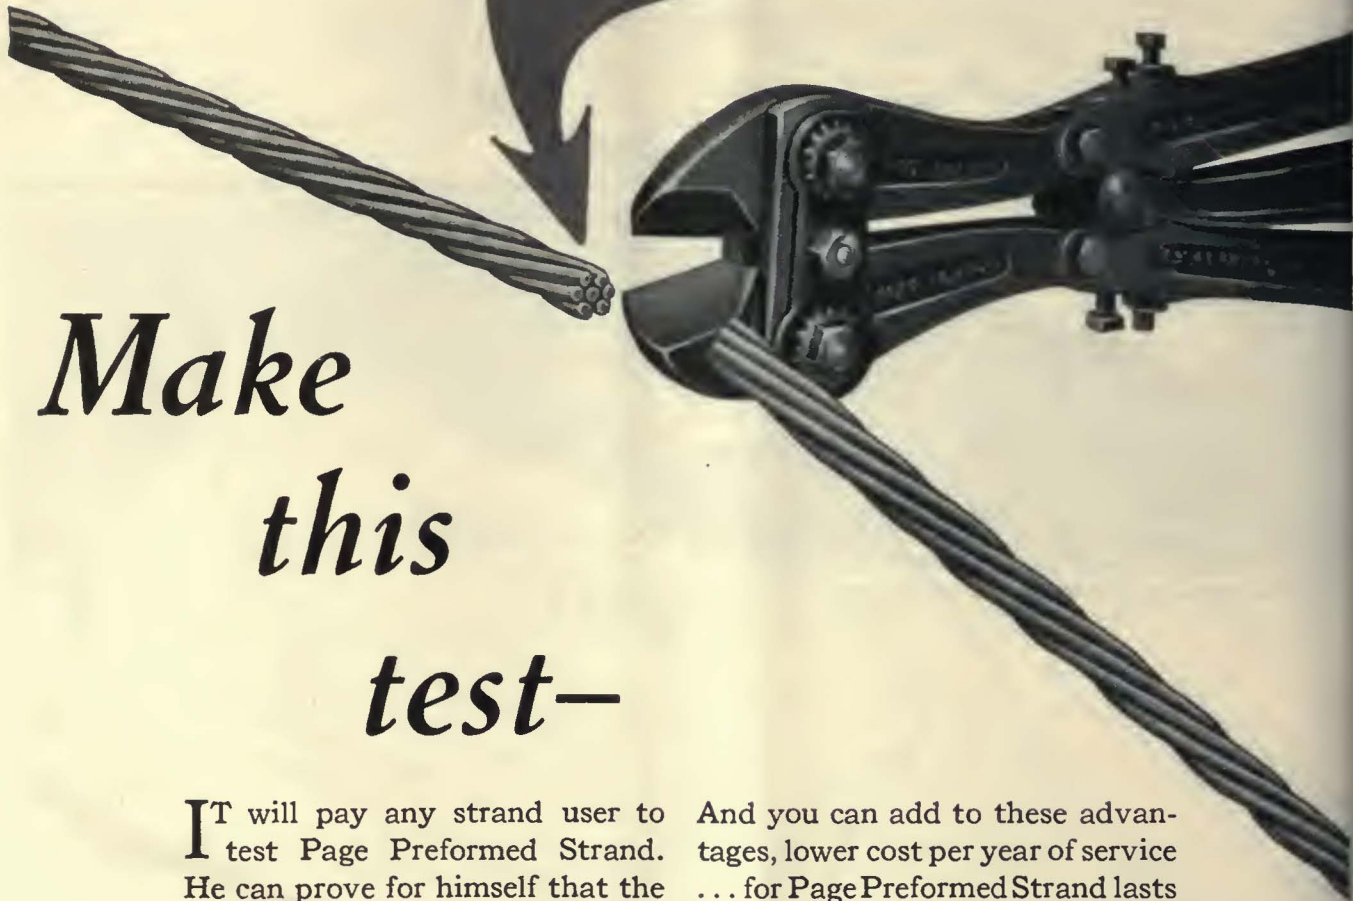 Make
this
test–
IT will pay any strand user to
test Page Preformed Strand.
He can prove for himself that the
And you can add to these advan-
tages, lower cost per year of service
... for Page Preformed Strand lasts